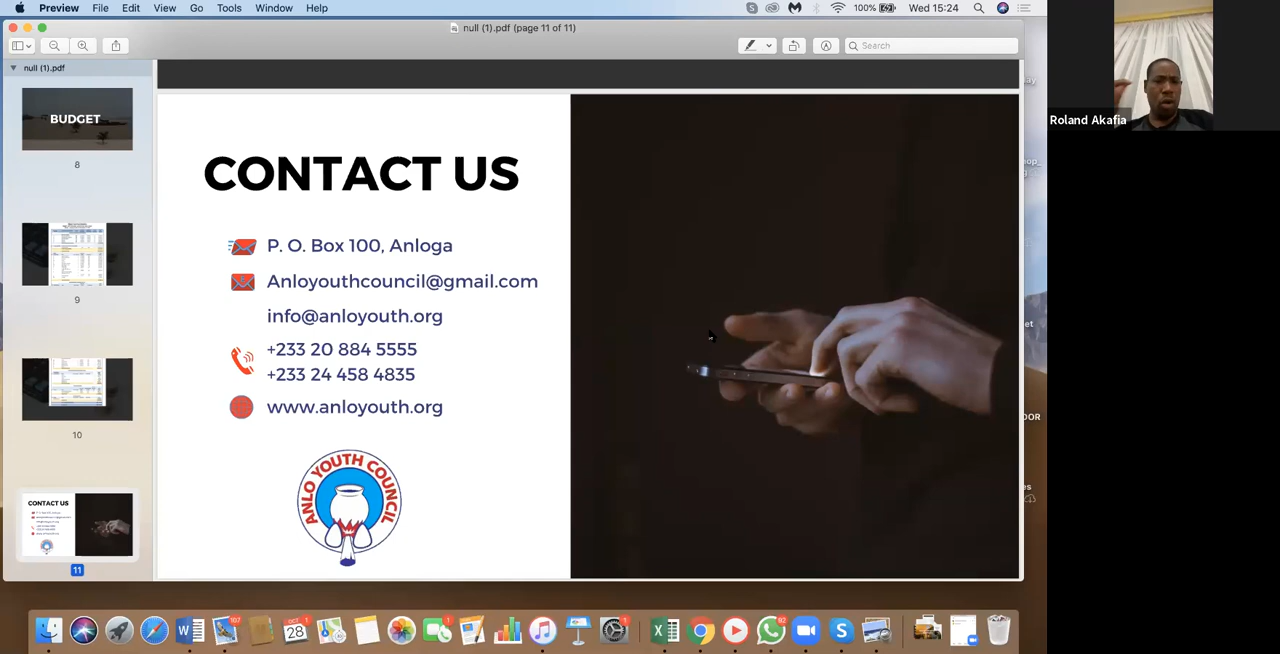 Preview File Edit View Go Tools Window Help
100% Wed 15:24
null (1).pdf (page 11 of 11)
Search
null (1).pdf
BUDGET
8
9
10
CONTACT US
11
CONTACT US
P. O. Box 100, Anloga
Anloyouthcouncil@gmail.com
info@anloyouth.org
+233 20 884 5555
+233 24 458 4835
www.anloyouth.org
ANLO YOUTH COUNCIL
Roland Akafia
OCT
28